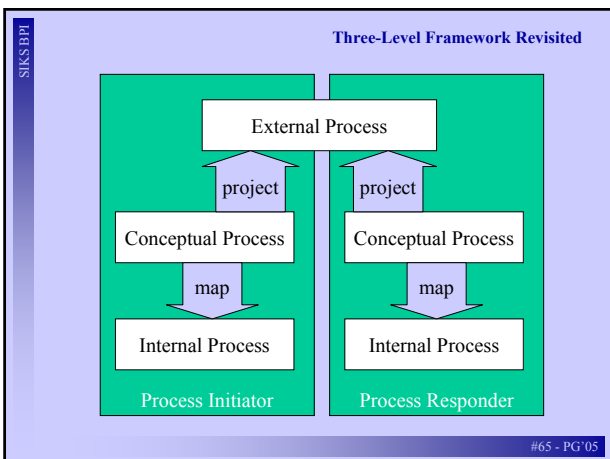 SIKS BPI
Three-Level Framework Revisited
External Process
project
project
Conceptual Process
Conceptual Process
map
map
Internal Process
Internal Process
Process Initiator
Process Responder
#65 - PG'05